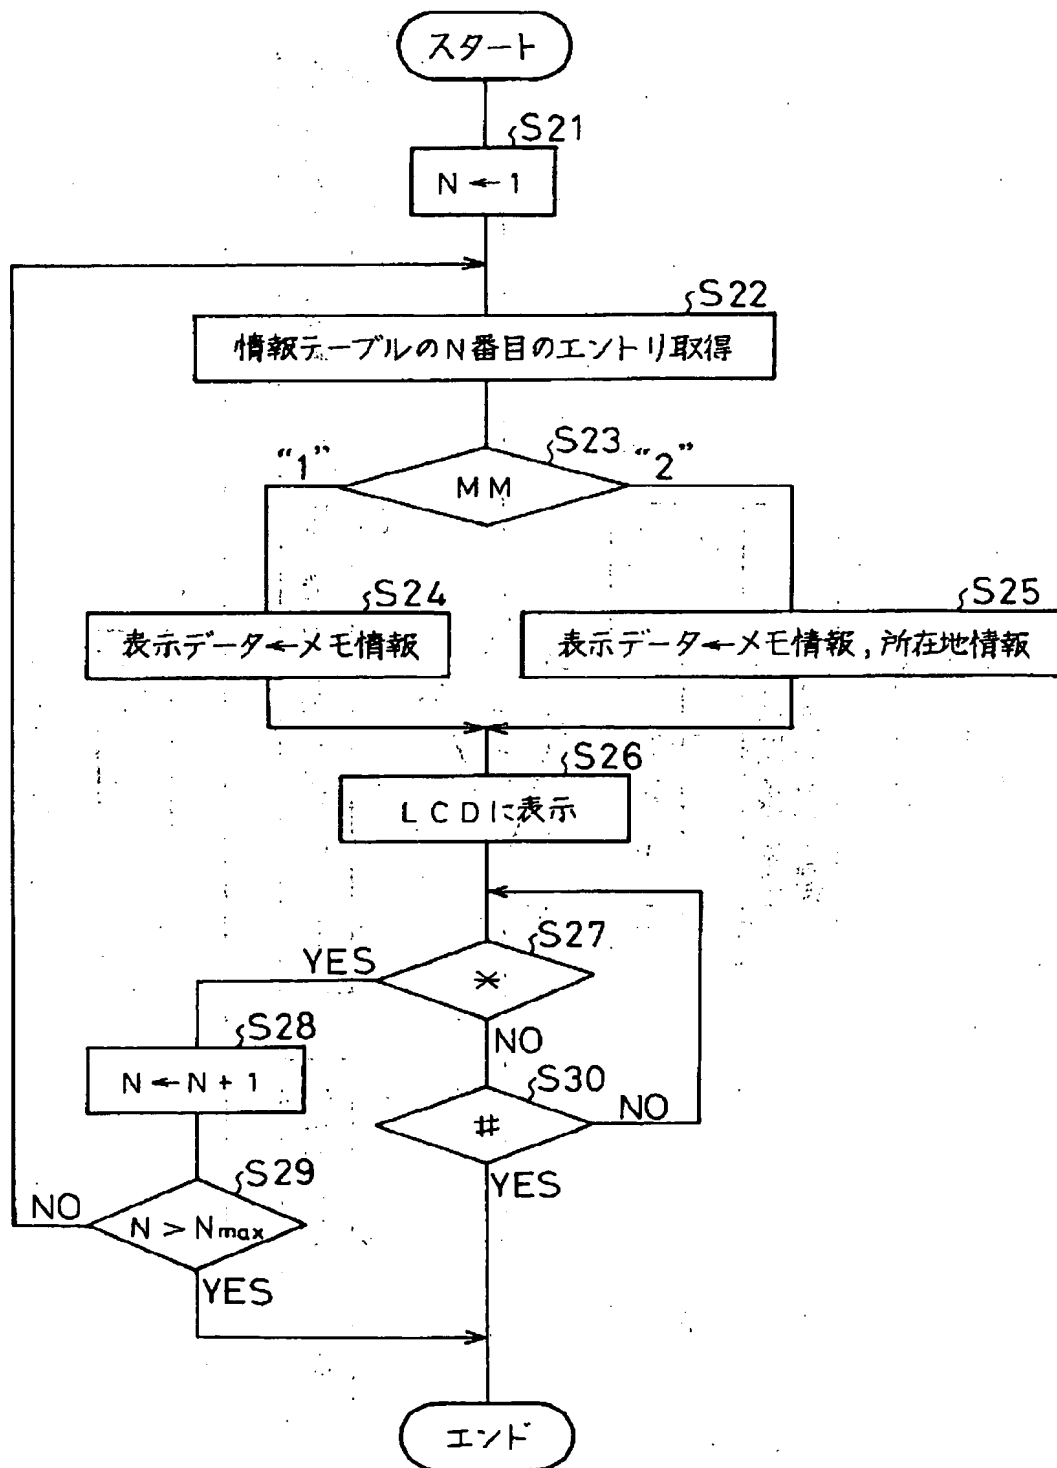 スタート
S21
N←1
S22
情報テーブルのN番目のエントリ取得
S23
“1”
“2”
MM
S24
S25
表示データ←メモ情報
表示データ←メモ情報,所在地情報
S26
LCDに表示
S27
YES
*
NO
S28
N←N+1
S30
#
NO
YES
S29
NO
N>Nmax
YES
エンド